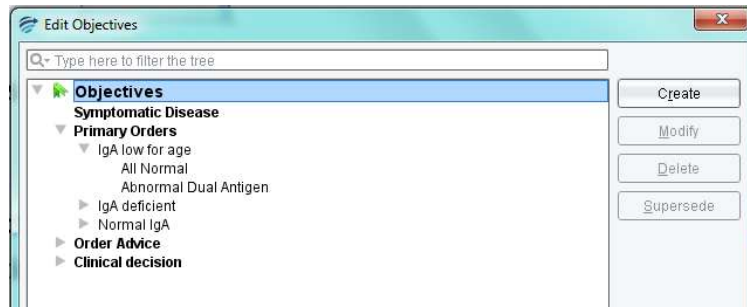 Edit Objectives
Type here to filter the tree
Objectives
Symptomatic Disease
Primary Orders
IgA low for age
All Normal
Abnormal Dual Antigen
IgA deficient
Normal IgA
Order Advice
Clinical decision
Create
Modify
Delete
Supersede